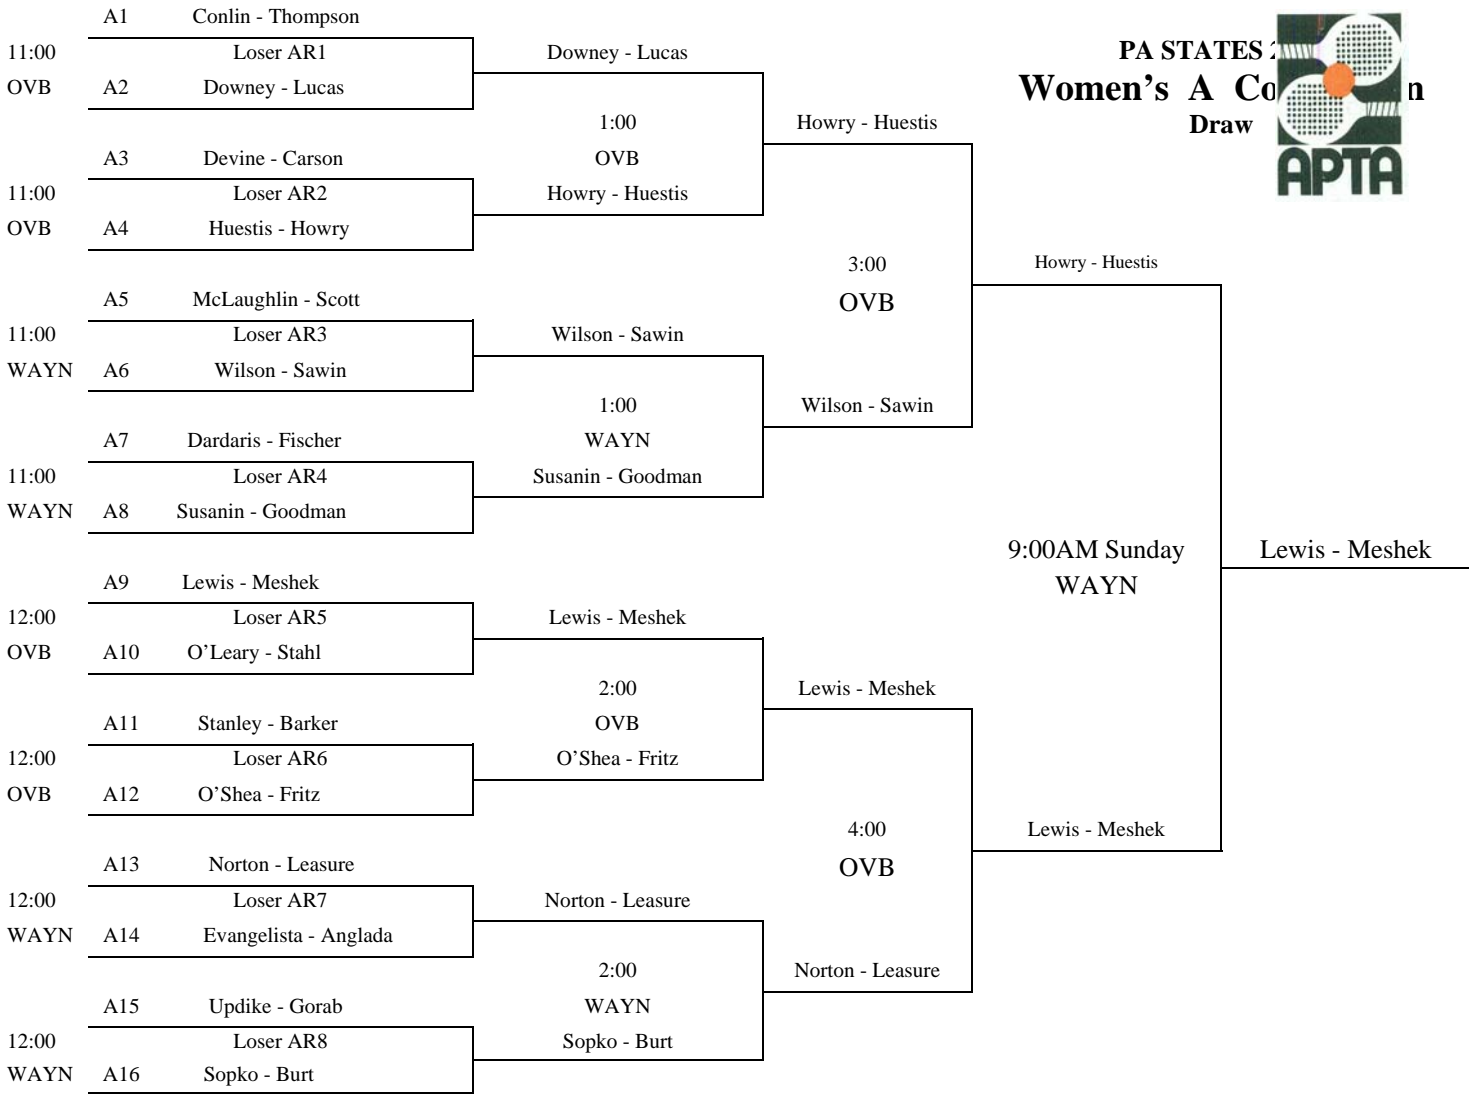 A1 Conlin - Thompson
11:00 Loser AR1 Downey - Lucas
OVB A2 Downey - Lucas
PA STATES
Women's A
Draw
APTA
1:00 Howry - Huestis
A3 Devine - Carson OVB
11:00 Loser AR2 Howry - Huestis
OVB A4 Huestis - Howry
3:00 Howry - Huestis
A5 McLaughlin - Scott OVB
11:00 Loser AR3 Wilson - Sawin
WAYN A6 Wilson - Sawin
1:00 Wilson - Sawin
A7 Dardaris - Fischer WAYN
11:00 Loser AR4 Susanin - Goodman
WAYN A8 Susanin - Goodman
9:00AM Sunday Lewis - Meshek
A9 Lewis - Meshek WAYN
12:00 Loser AR5 Lewis - Meshek
OVB A10 O’Leary - Stahl
2:00 Lewis - Meshek
A11 Stanley - Barker OVB
12:00 Loser AR6 O’Shea - Fritz
OVB A12 O’Shea - Fritz
4:00 Lewis - Meshek
A13 Norton - Leasure OVB
12:00 Loser AR7 Norton - Leasure
WAYN A14 Evangelista - Anglada
2:00 Norton - Leasure
A15 Updike - Gorab WAYN
12:00 Loser AR8 Sopko - Burt
WAYN A16 Sopko - Burt